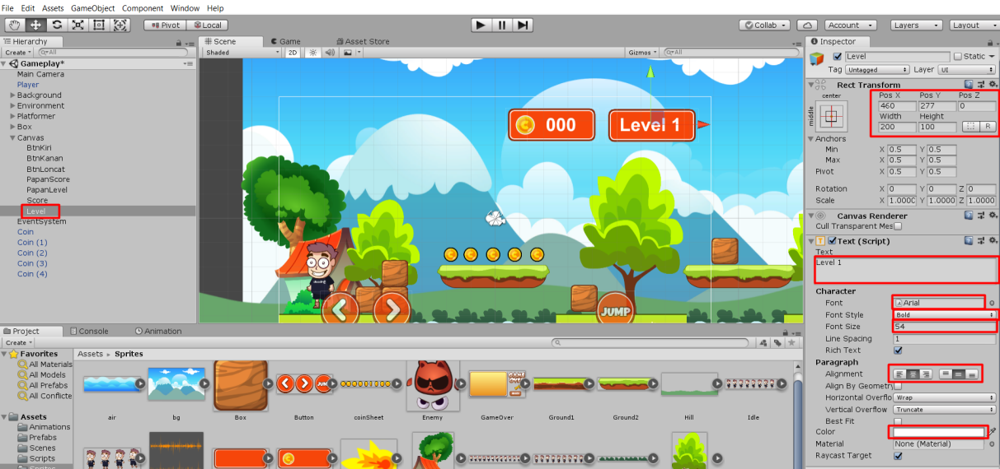 File Edit Assets GameObject Component Window Help
Pivot Local Collab Account Layers Layout
Hierarchy
Create All
Gameplay*
Main Camera
Player
Background
Environment
Platformer
Box
Canvas
BtnKiri
BtnKanan
BtnLoncat
PapanScore
PapanLevel
Score
Level
EventSystem
Coin
Coin (1)
Coin (2)
Coin (3)
Coin (4)
Scene Game Asset Store
Shaded 2D Gizmos All
000 Level 1
JUMP
Inspector
Level Static
Tag Untagged Layer UI
Rect Transform
center Pos X Pos Y Pos Z
middle 460 277 0
Width Height
200 100 R
Anchors
Min X 0.5 Y 0.5
Max X 0.5 Y 0.5
Pivot X 0.5 Y 0.5
Rotation X 0 Y 0 Z 0
Scale X 1.0000 Y 1.0000 Z 1.0000
Canvas Renderer
Cull Transparent Mes
Text (Script)
Text
Level 1
Character
Font Arial
Font Style Bold
Font Size 54
Line Spacing 1
Rich Text
Paragraph
Alignment
Align By Geometry
Horizontal Overflo Wrap
Vertical Overflow Truncate
Best Fit
Color
Material None (Material)
Raycast Target
Project Console Animation
Create
Favorites
All Materials
All Models
All Prefabs
All Conflicte
Assets
Animations
Prefabs
Scenes
Scripts
Sprites
Assets Sprites
JUMP GAME OVER
air bg Box Button coinSheet Enemy GameOver Ground1 Ground2 Hill Idle